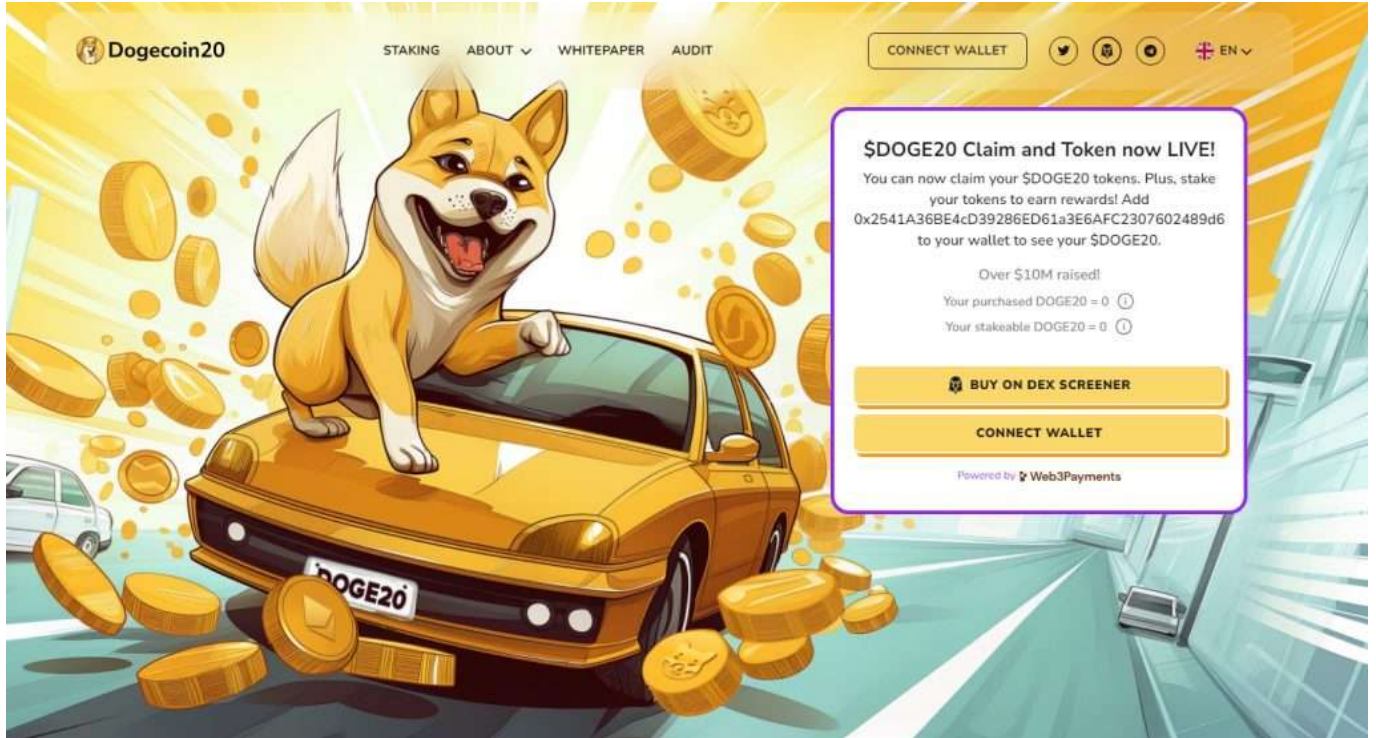 Dogecoin20
STAKING
ABOUT
WHITEPAPER
AUDIT
CONNECT WALLET
EN
$DOGE20 Claim and Token now LIVE!
You can now claim your $DOGE20 tokens. Plus, stake
your tokens to earn rewards! Add
0x2541A36BE4cD39286ED61a3E6AFC2307602489d6
to your wallet to see your $DOGE20.
Over $10M raised!
Your purchased DOGE20 = 0
Your stakeable DOGE20 = 0
BUY ON DEX SCREENER
CONNECT WALLET
Powered by Web3Payments
DOGE20